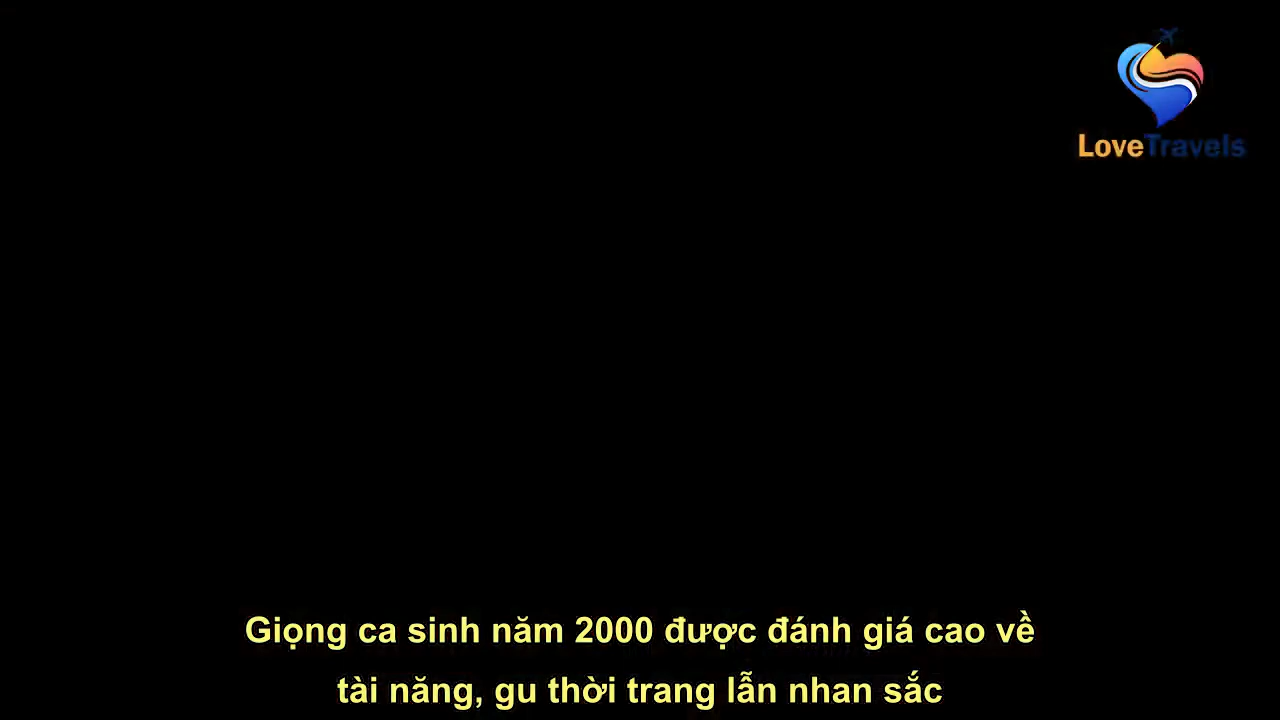 LoveTravels
Giọng ca sinh năm 2000 được đánh giá cao về
tài năng, gu thời trang lẫn nhan sắc